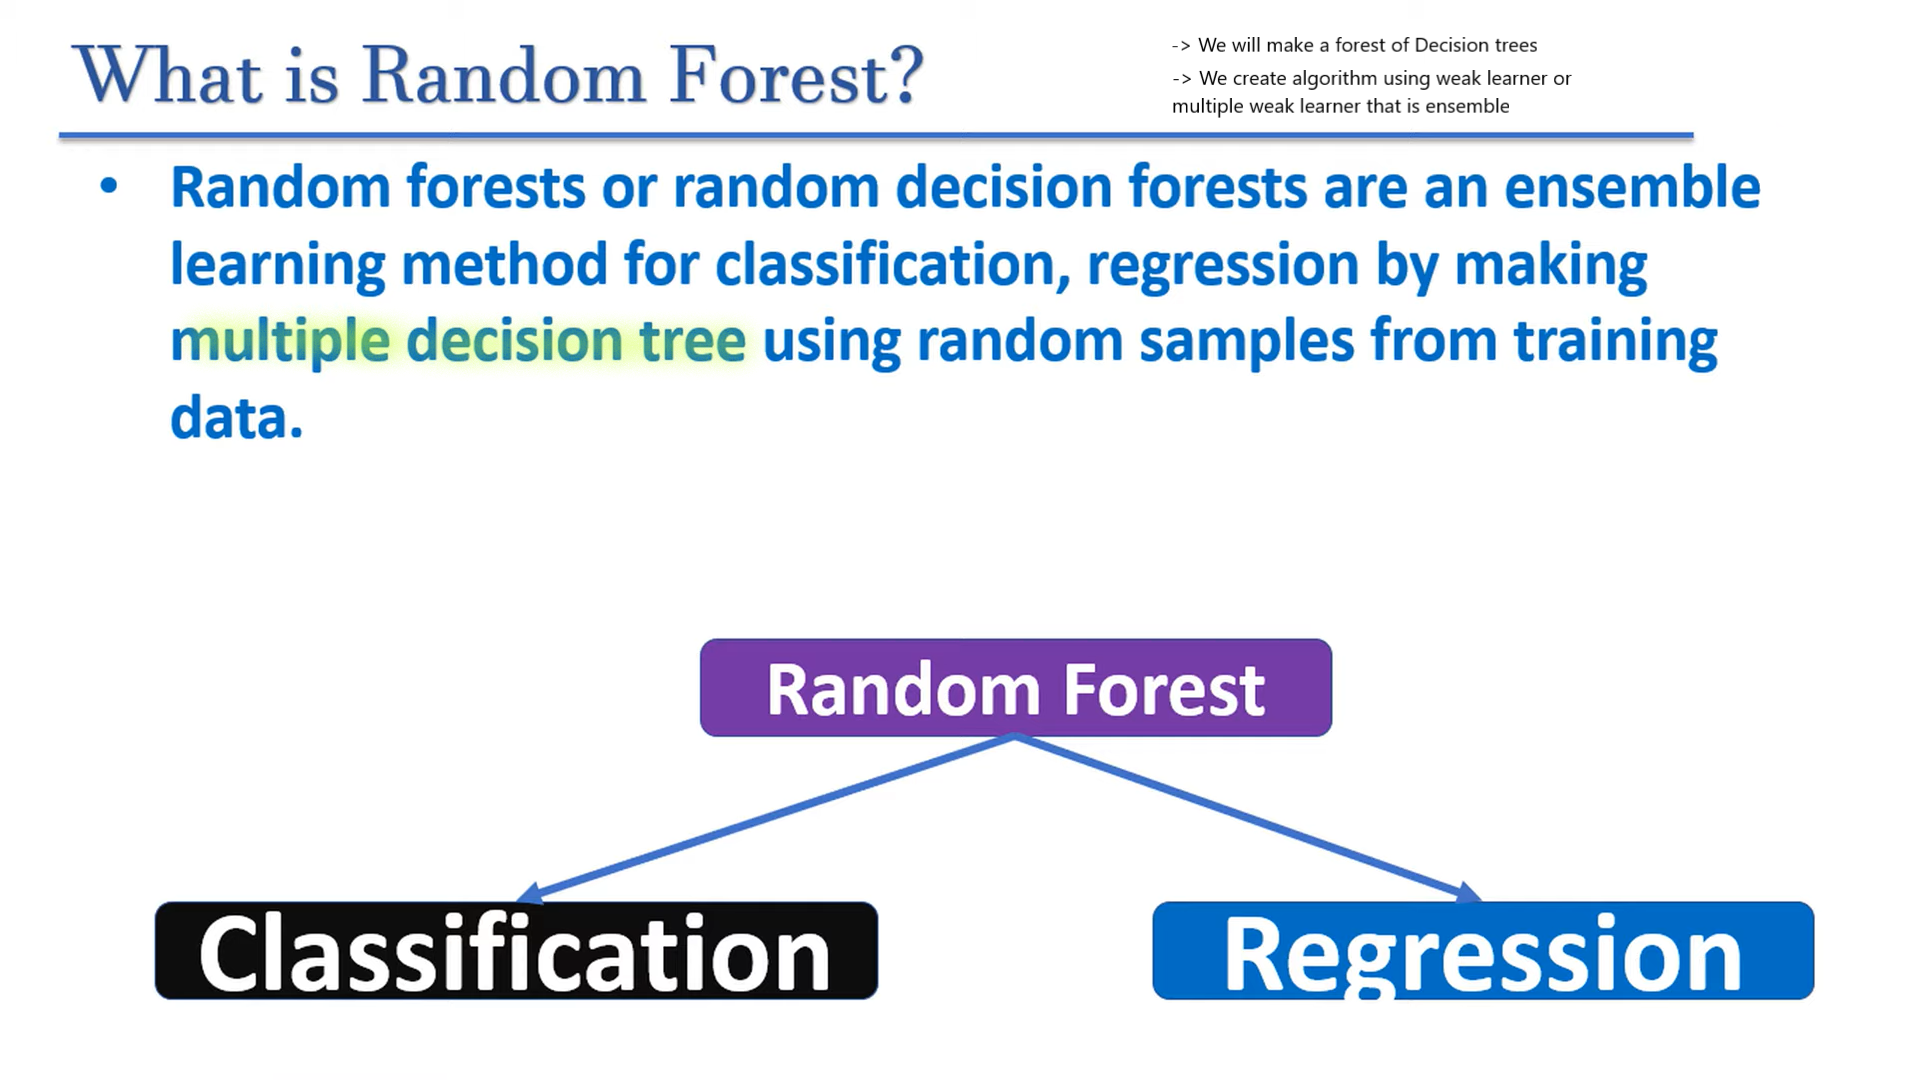 What is Random Forest?
-> We will make a forest of Decision trees
-> We create algorithm using weak learner or
multiple weak learner that is ensemble
• Random forests or random decision forests are an ensemble
learning method for classification, regression by making
multiple decision tree using random samples from training
data.
Random Forest
Classification
Regression